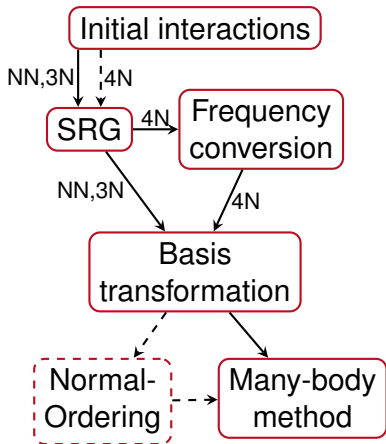 Initial interactions
NN,3N
4N
SRG
4N
Frequency
conversion
NN,3N
4N
Basis
transformation
Normal-
Ordering
Many-body
method